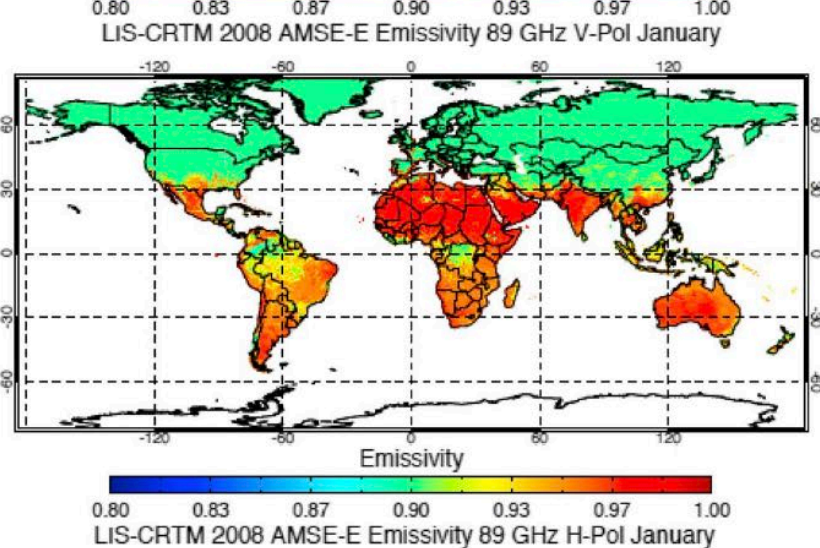 0.80 0.83 0.87 0.90 0.93 0.97 1.00
LIS-CRTM 2008 AMSE-E Emissivity 89 GHz V-Pol January
-120 -60 0 60 120
60 60
30 30
0 0
-30 -30
-60 -60
-120 -60 0 60 120
Emissivity
0.80 0.83 0.87 0.90 0.93 0.97 1.00
LIS-CRTM 2008 AMSE-E Emissivity 89 GHz H-Pol January